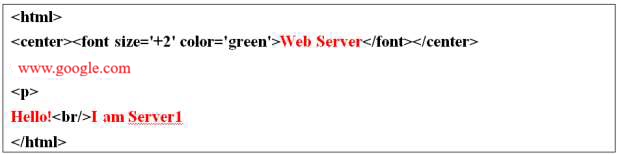 <html>
<center><font size='+2' color='green'>Web Server</font></center>
www.google.com
<p>
Hello!<br/>I am Server1
</html>